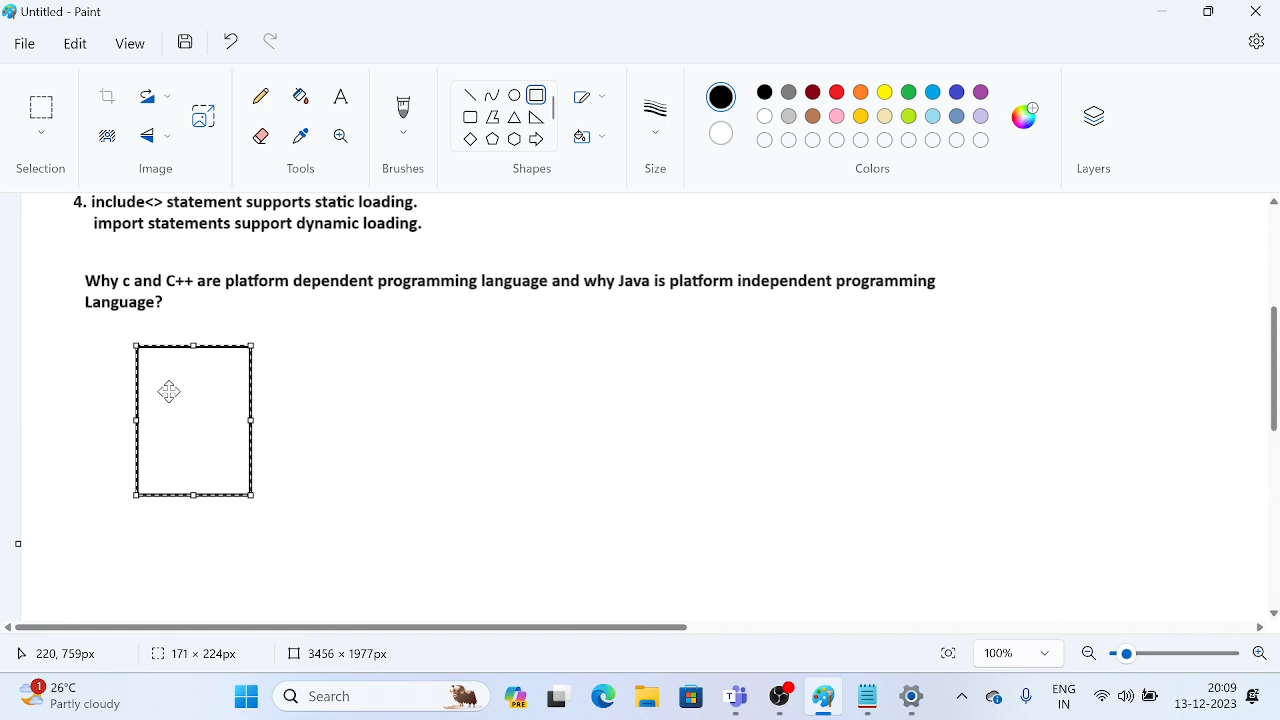 Untitled - Paint
File Edit View
Selection Image Tools Brushes Shapes Size Colors Layers
4. include<> statement supports static loading.
import statements support dynamic loading.
Why c and C++ are platform dependent programming language and why Java is platform independent programming
Language?
220, 759px 171 × 224px 3456 × 1977px 100%
1 26°C
Partly cloudy
Search
PRE
ENG
IN
20:09
13-12-2023